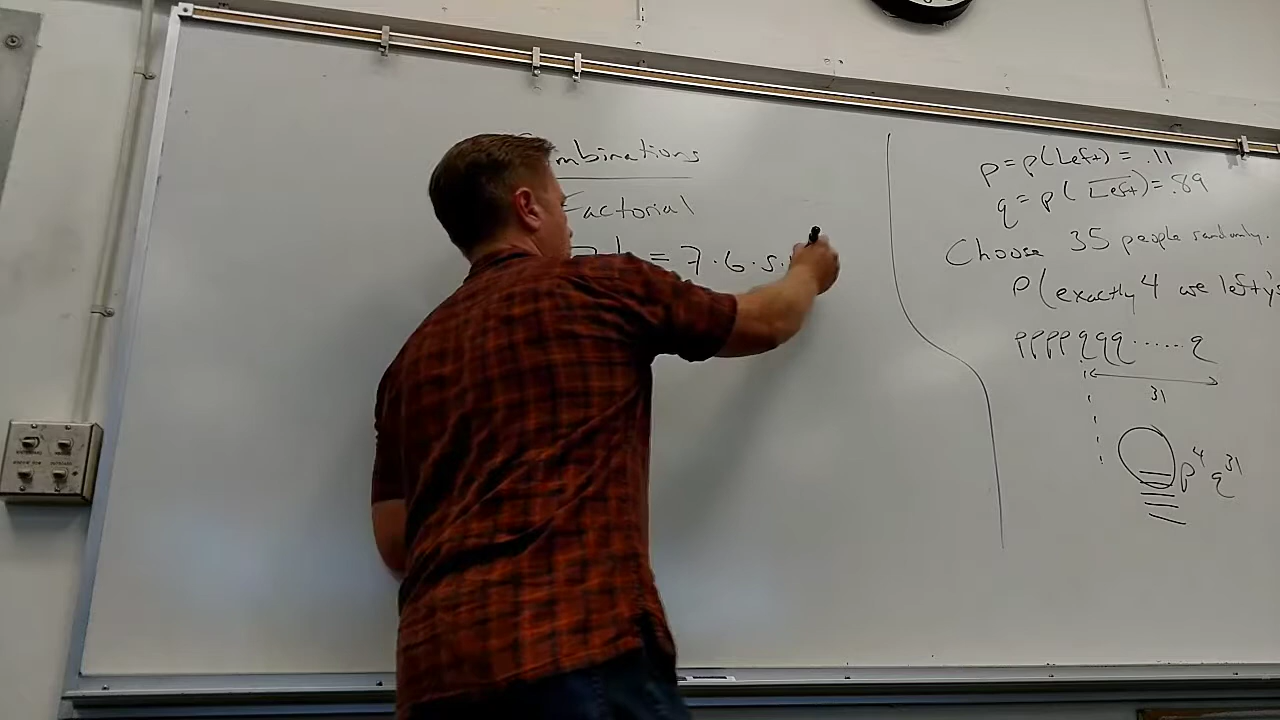 mbinations
Factorial
7! = 7·6·5·
p = p(Left) = .11
q = p(L̅e̅f̅t̅) = .89
Choose 35 people randomly.
P(exactly 4 are lefty's
pppp qqq ...... q
31
p⁴ q³¹